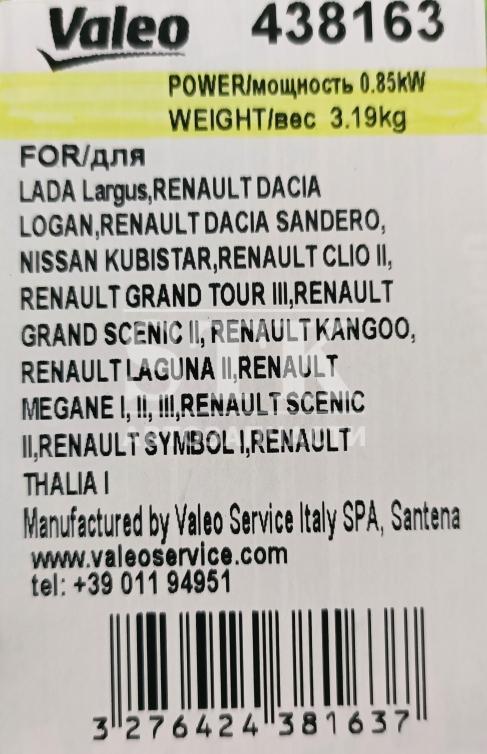 Valeo 438163
POWER/мощность 0.85kW
WEIGHT/вес 3.19kg
FOR/для
LADA Largus,RENAULT DACIA
LOGAN,RENAULT DACIA SANDERO,
NISSAN KUBISTAR,RENAULT CLIO II,
RENAULT GRAND TOUR III,RENAULT
GRAND SCENIC II, RENAULT KANGOO,
RENAULT LAGUNA II,RENAULT
MEGANE I, II, III,RENAULT SCENIC
II,RENAULT SYMBOL I,RENAULT
THALIA I
Manufactured by Valeo Service Italy SPA, Santena
www.valeoservice.com
tel: +39 011 94951
3 276424 381637